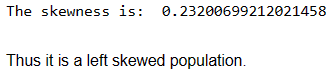 The skewness is:  0.23200699212021458
Thus it is a left skewed population.